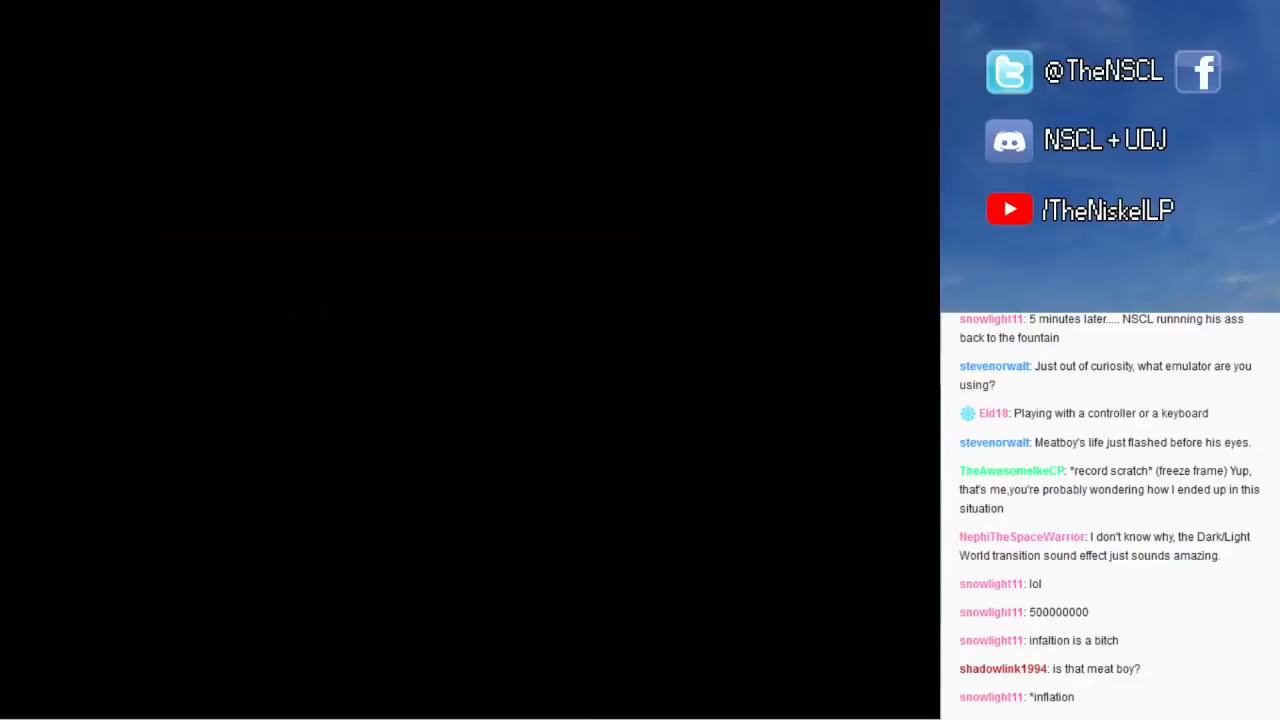 @TheNSCL
NSCL + UDJ
/TheNiskelLP
snowlight11: 5 minutes later..... NSCL runnning his ass
back to the fountain
stevenorwalt: Just out of curiosity, what emulator are you
using?
Eid18: Playing with a controller or a keyboard
stevenorwalt: Meatboy's life just flashed before his eyes.
TheAwesomeIkeCP: *record scratch* (freeze frame) Yup,
that's me,you're probably wondering how I ended up in this
situation
NephiTheSpaceWarrior: I don't know why, the Dark/Light
World transition sound effect just sounds amazing.
snowlight11: lol
snowlight11: 500000000
snowlight11: infaltion is a bitch
shadowlink1994: is that meat boy?
snowlight11: *inflation